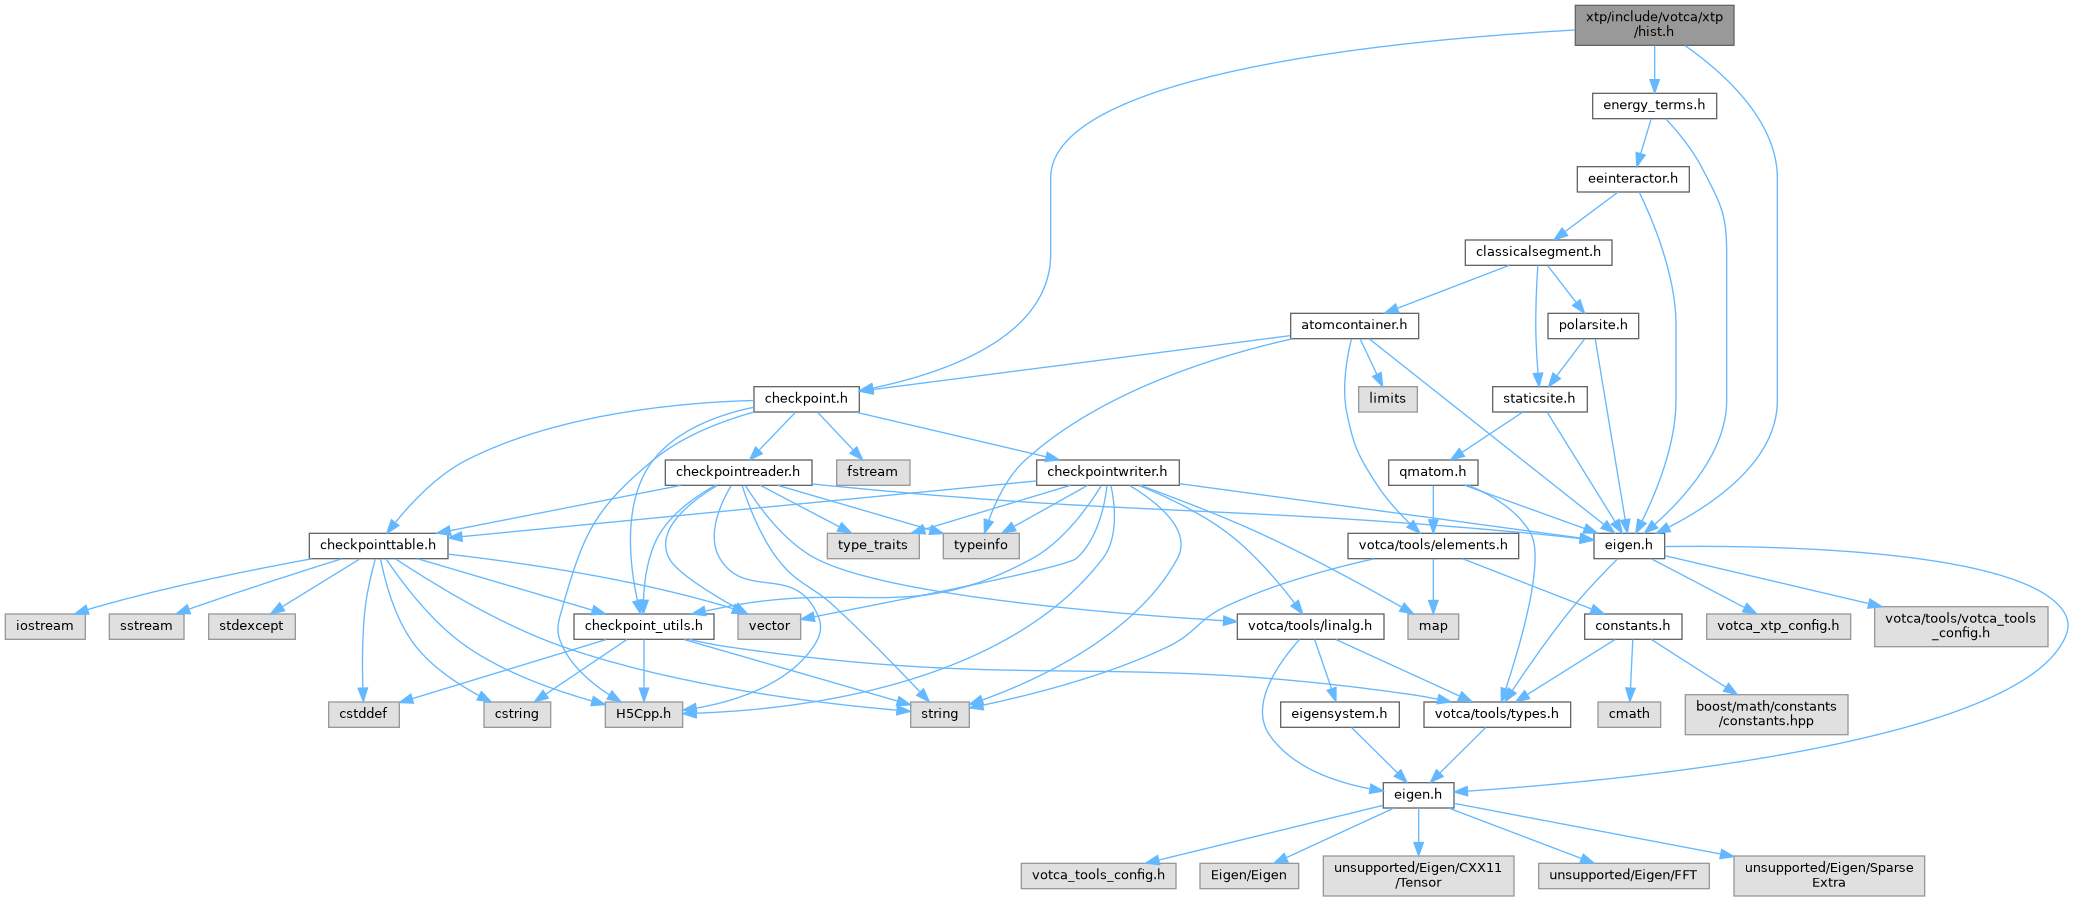 xtp/include/votca/xtp
/hist.h
energy_terms.h
eeinteractor.h
classicalsegment.h
atomcontainer.h
polarsite.h
checkpoint.h
limits
staticsite.h
checkpointreader.h
fstream
checkpointwriter.h
qmatom.h
checkpointtable.h
type_traits
typeinfo
votca/tools/elements.h
eigen.h
iostream
sstream
stdexcept
checkpoint_utils.h
vector
votca/tools/linalg.h
map
constants.h
votca_xtp_config.h
votca/tools/votca_tools
_config.h
cstddef
cstring
H5Cpp.h
string
eigensystem.h
votca/tools/types.h
cmath
boost/math/constants
/constants.hpp
eigen.h
votca_tools_config.h
Eigen/Eigen
unsupported/Eigen/CXX11
/Tensor
unsupported/Eigen/FFT
unsupported/Eigen/Sparse
Extra